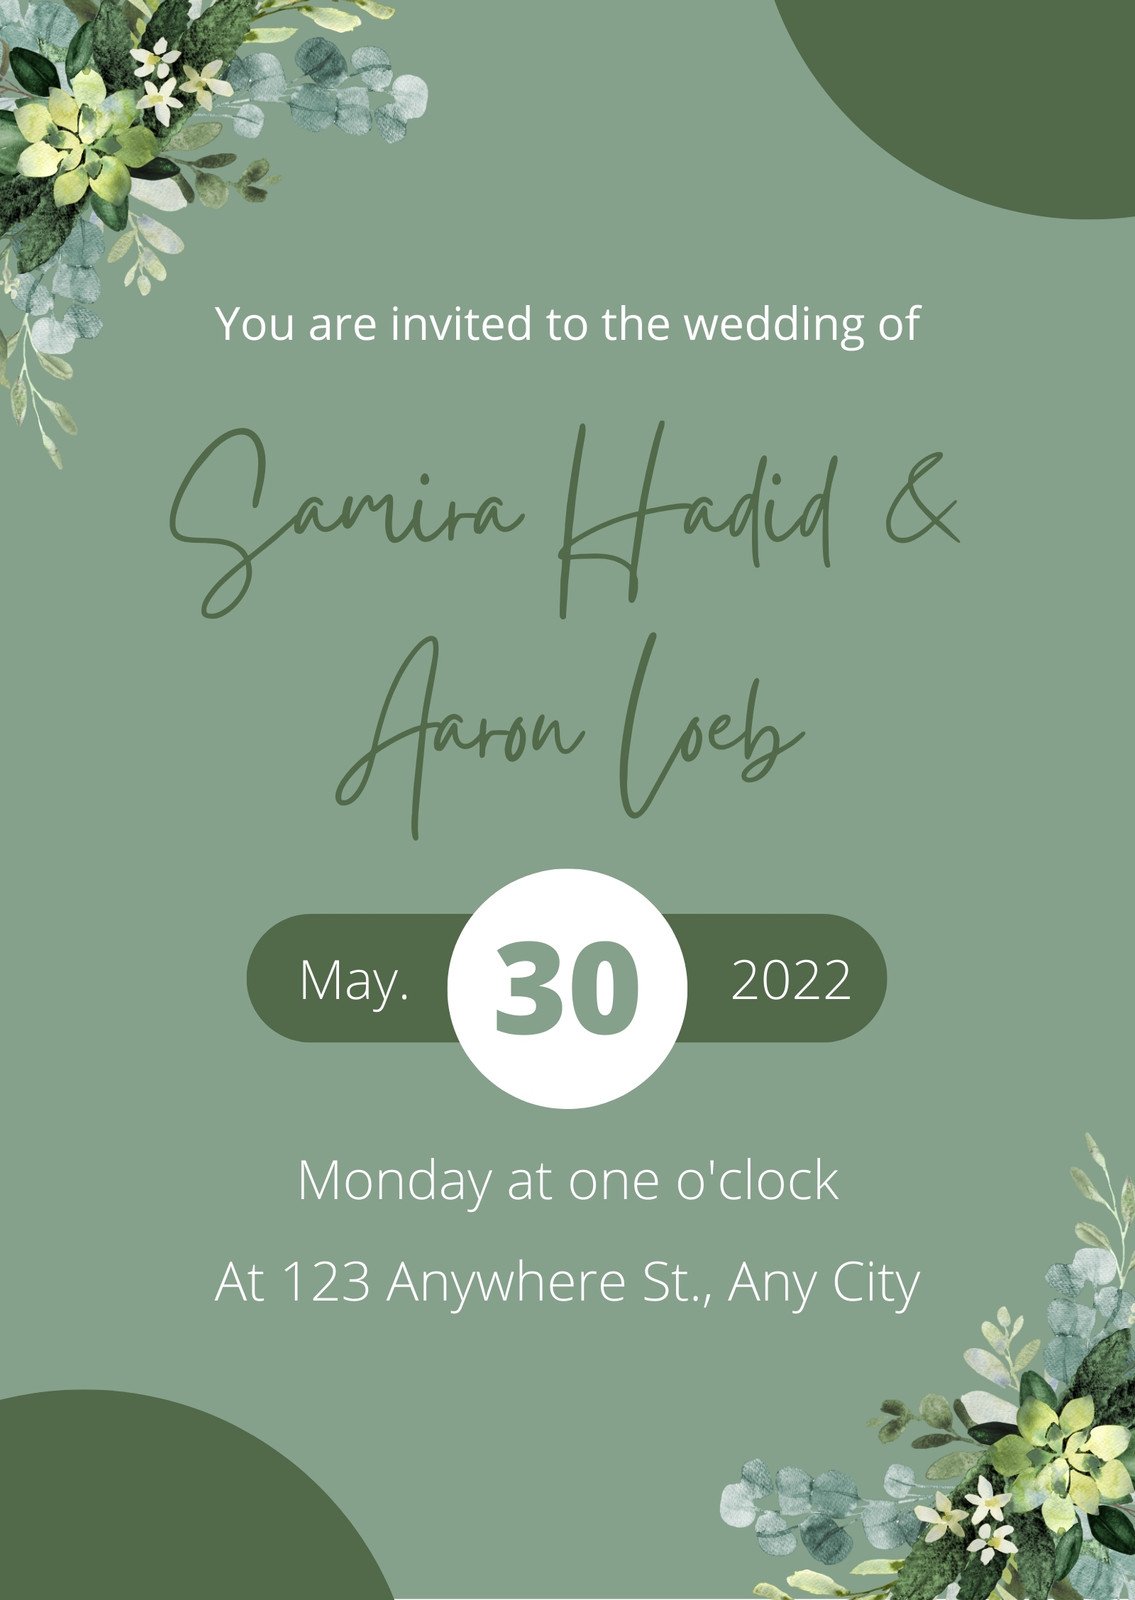 You are invited to the wedding of
Samira Hadid &
Aaron Loeb
May. 30 2022
Monday at one o'clock
At 123 Anywhere St., Any City